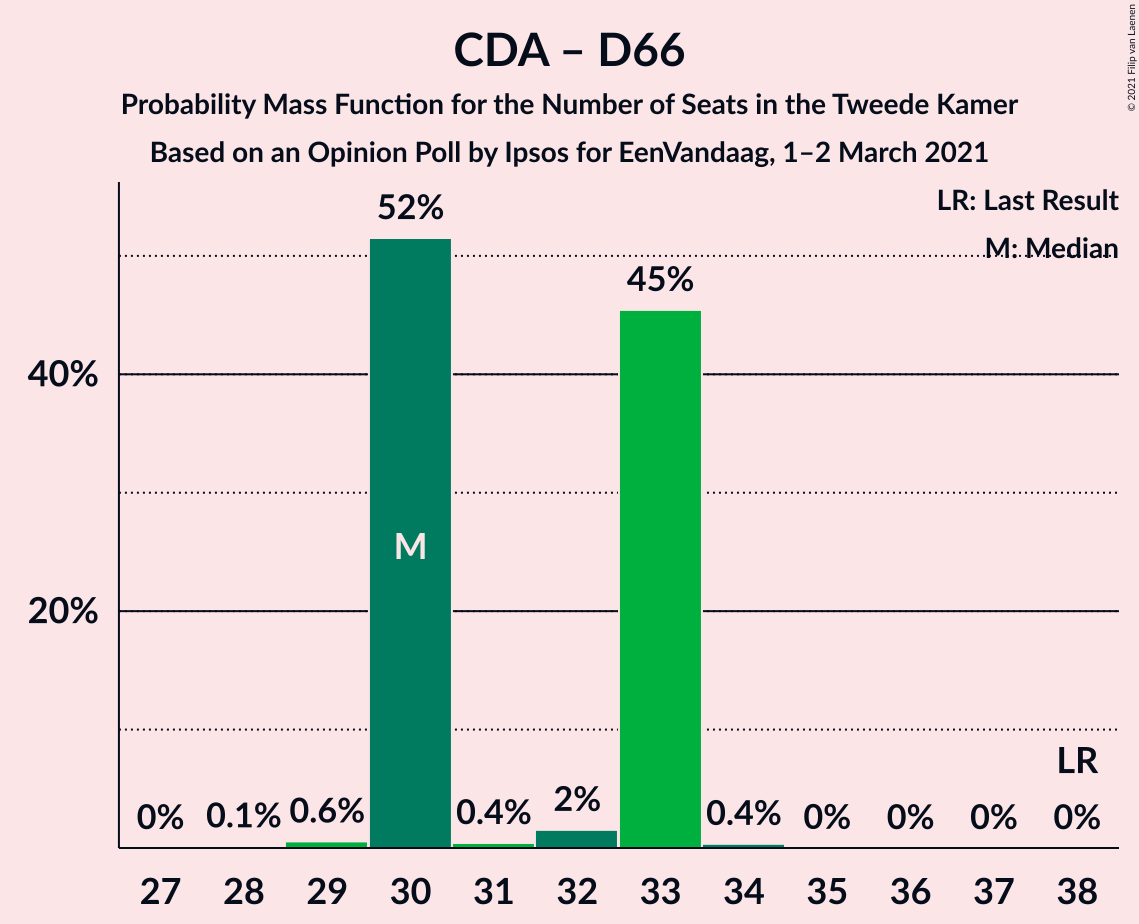 CDA – D66
Probability Mass Function for the Number of Seats in the Tweede Kamer
Based on an Opinion Poll by Ipsos for EenVandaag, 1–2 March 2021
© 2021 Filip van Laenen
LR: Last Result
M: Median
52%
45%
40%
M
20%
LR
0% 0.1% 0.6% 0.4% 2% 0.4% 0% 0% 0% 0%
27 28 29 30 31 32 33 34 35 36 37 38